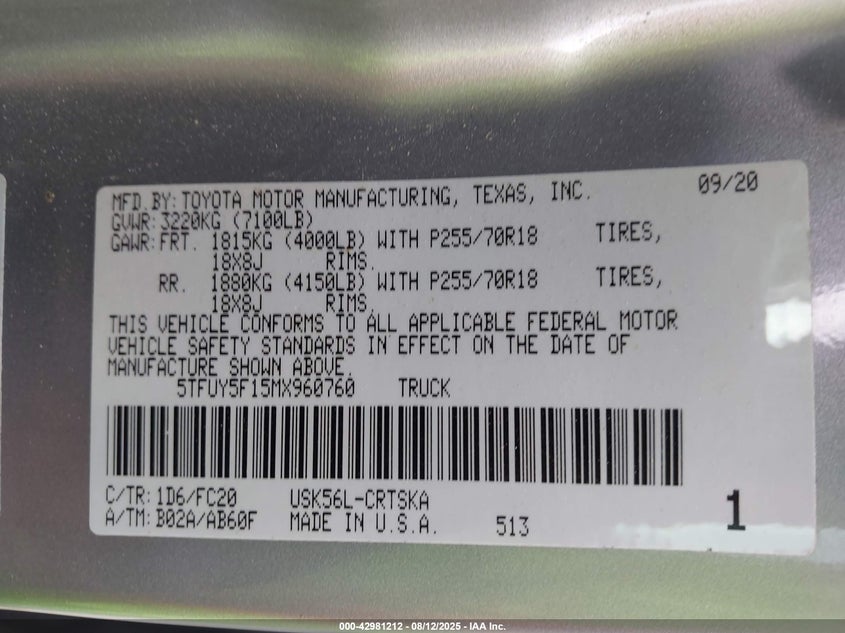 MFD.BY: TOYOTA MOTOR MANUFACTURING, TEXAS, INC. 09/20
GVWR: 3220KG (7100LB)
GAWR: FRT. 1815KG (4000LB) WITH P255/70R18 TIRES,
18X8J RIMS.
RR. 1880KG (4150LB) WITH P255/70R18 TIRES,
18X8J RIMS.
THIS VEHICLE CONFORMS TO ALL APPLICABLE FEDERAL MOTOR
VEHICLE SAFETY STANDARDS IN EFFECT ON THE DATE OF
MANUFACTURE SHOWN ABOVE.
5TFUY5F15MX960760 TRUCK
C/TR: 1D6/FC20 USK56L-CRTSKA
A/TM: B02A/AB60F MADE IN U.S.A. 513 1
000-42981212 - 08/12/2025 - IAA Inc.